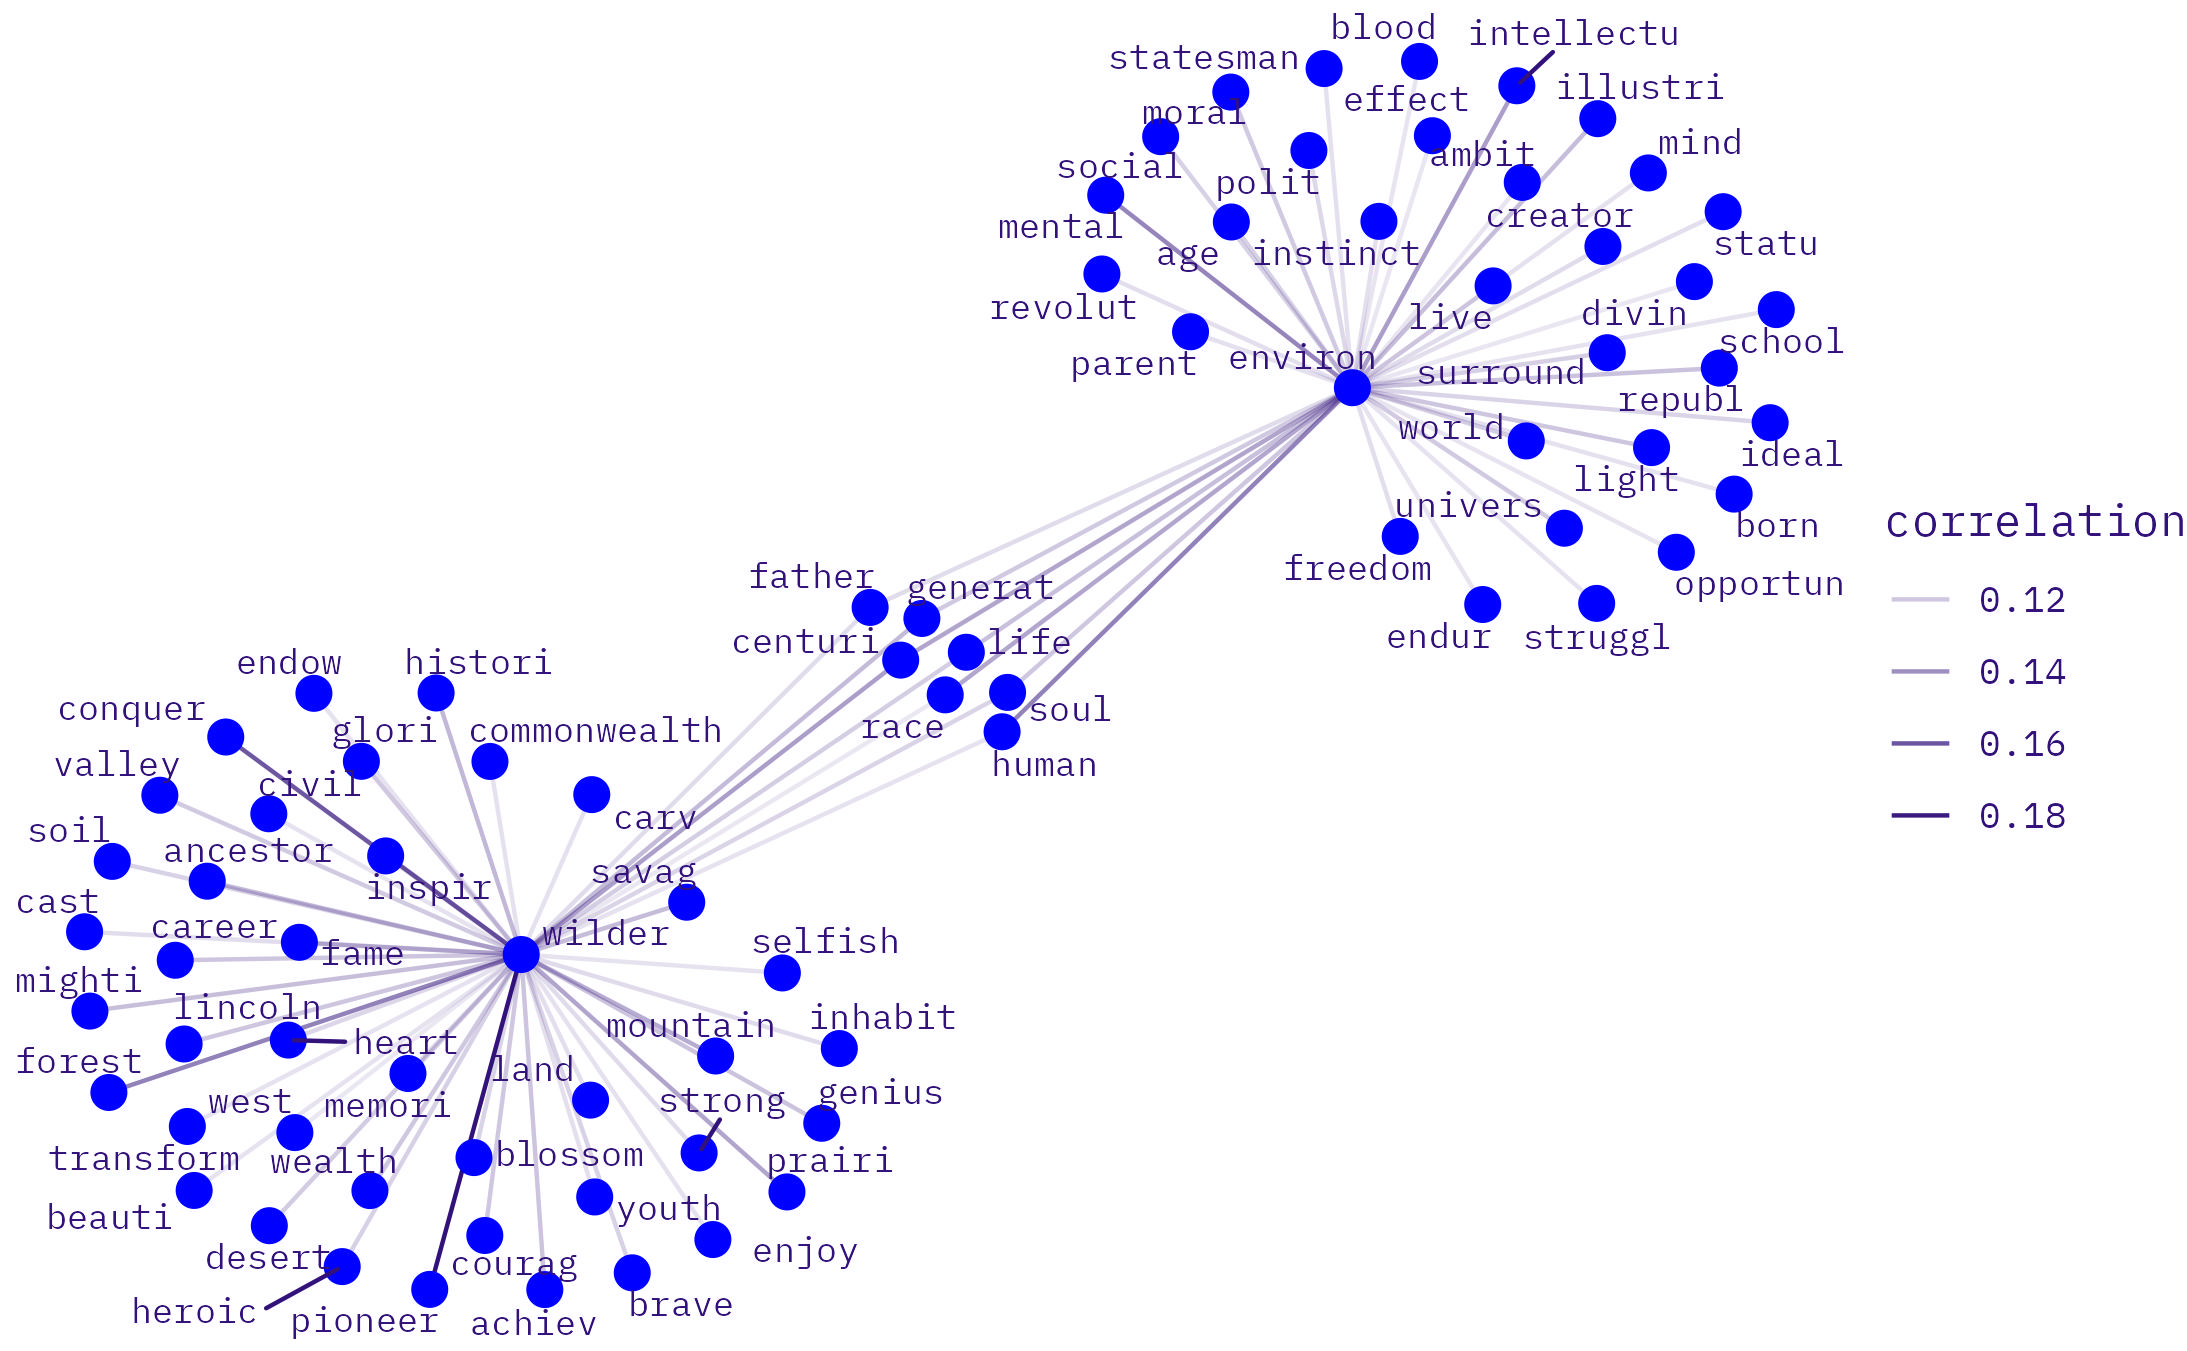 blood
intellectu
statesman
illustri
effect
moral
mind
ambit
social
polit
creator
mental
statu
age
instinct
revolut
live
divin
school
parent
environ
surround
republ
world
ideal
light
univers
born
freedom
opportun
endur
struggl
correlation
0.12
0.14
0.16
0.18
father
generat
centuri
life
race
soul
human
endow
histori
conquer
glori
commonwealth
valley
civil
carv
soil
ancestor
savag
inspir
cast
career
wilder
fame
selfish
mighti
lincoln
inhabit
mountain
heart
forest
land
genius
west
memori
strong
transform
wealth
blossom
prairi
beauti
youth
desert
courag
enjoy
heroic
pioneer
achiev
brave